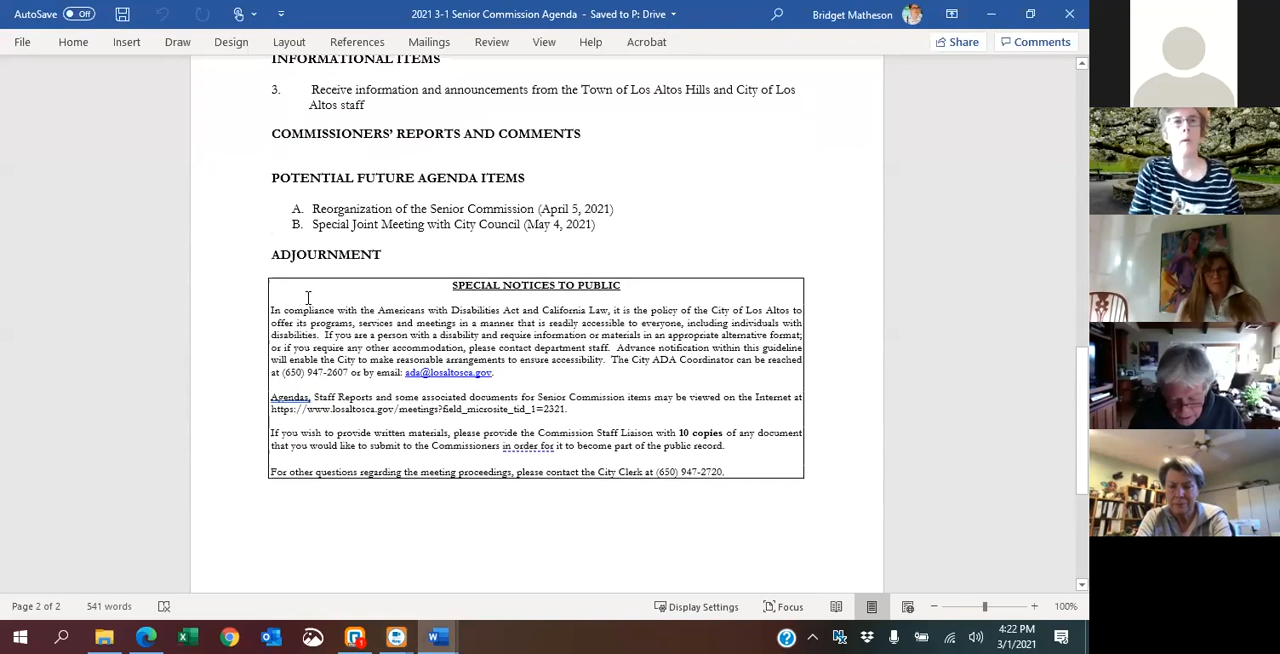 AutoSave Off
2021 3-1 Senior Commission Agenda - Saved to P: Drive
Bridget Matheson
File Home Insert Draw Design Layout References Mailings Review View Help Acrobat Share Comments
INFORMATIONAL ITEMS
3. Receive information and announcements from the Town of Los Altos Hills and City of Los
Altos staff
COMMISSIONERS' REPORTS AND COMMENTS
POTENTIAL FUTURE AGENDA ITEMS
A. Reorganization of the Senior Commission (April 5, 2021)
B. Special Joint Meeting with City Council (May 4, 2021)
ADJOURNMENT
SPECIAL NOTICES TO PUBLIC
In compliance with the Americans with Disabilities Act and California Law, it is the policy of the City of Los Altos to
offer its programs, services and meetings in a manner that is readily accessible to everyone, including individuals with
disabilities. If you are a person with a disability and require information or materials in an appropriate alternative format;
or if you require any other accommodation, please contact department staff. Advance notification within this guideline
will enable the City to make reasonable arrangements to ensure accessibility. The City ADA Coordinator can be reached
at (650) 947-2607 or by email: ada@losaltosca.gov.
Agendas, Staff Reports and some associated documents for Senior Commission items may be viewed on the Internet at
https://www.losaltosca.gov/meetings?field_microsite_tid_1=2321.
If you wish to provide written materials, please provide the Commission Staff Liaison with 10 copies of any document
that you would like to submit to the Commissioners in order for it to become part of the public record.
For other questions regarding the meeting proceedings, please contact the City Clerk at (650) 947-2720.
Page 2 of 2 541 words Display Settings Focus 100%
4:22 PM
3/1/2021